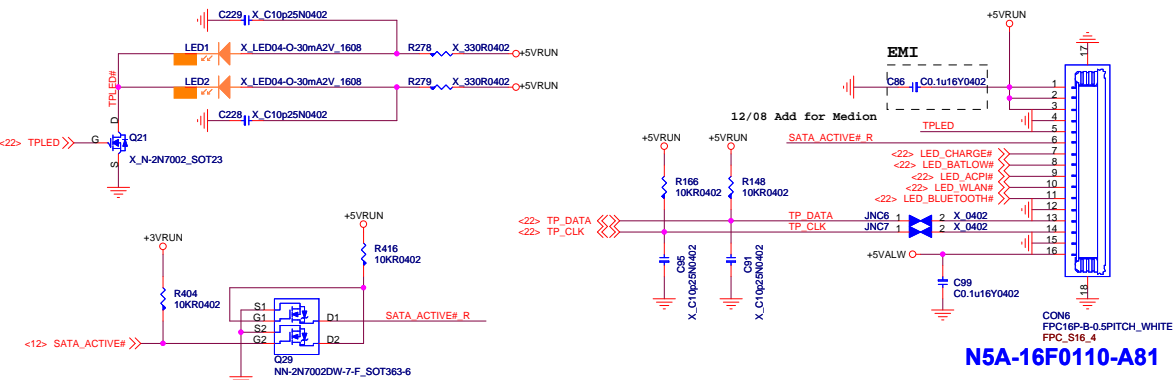 C229 X_C10p25N0402
LED1 X_LED04-O-30mA2V_1608 R278 X_330R0402 +5VRUN
LED2 X_LED04-O-30mA2V_1608 R279 X_330R0402 +5VRUN
C228 X_C10p25N0402
TPLED#
D
<22> TPLED G Q21
S X_N-2N7002_SOT23
+5VRUN
R416
10KR0402
+3VRUN
R404
10KR0402
S1
G1 D1 SATA_ACTIVE#_R
S2
<12> SATA_ACTIVE# G2 D2
Q29
NN-2N7002DW-7-F_SOT363-6
+5VRUN
EMI
C86 C0.1u16Y0402
12/08 Add for Medion
17
1
2
3
4
TPLED 5
SATA_ACTIVE#_R 6
<22> LED_CHARGE# 7
<22> LED_BATLOW# 8
<22> LED_ACPI# 9
<22> LED_WLAN# 10
<22> LED_BLUETOOTH# 11
12
+5VRUN +5VRUN
R166 R148
10KR0402 10KR0402
<22> TP_DATA TP_DATA JNC6 1 2 X_0402 13
<22> TP_CLK TP_CLK JNC7 1 2 X_0402 14
15
+5VALW 16
C95
X_C10p25N0402
C91
X_C10p25N0402
C99
C0.1u16Y0402
18
CON6
FPC16P-B-0.5PITCH_WHITE
FPC_S16_4
N5A-16F0110-A81